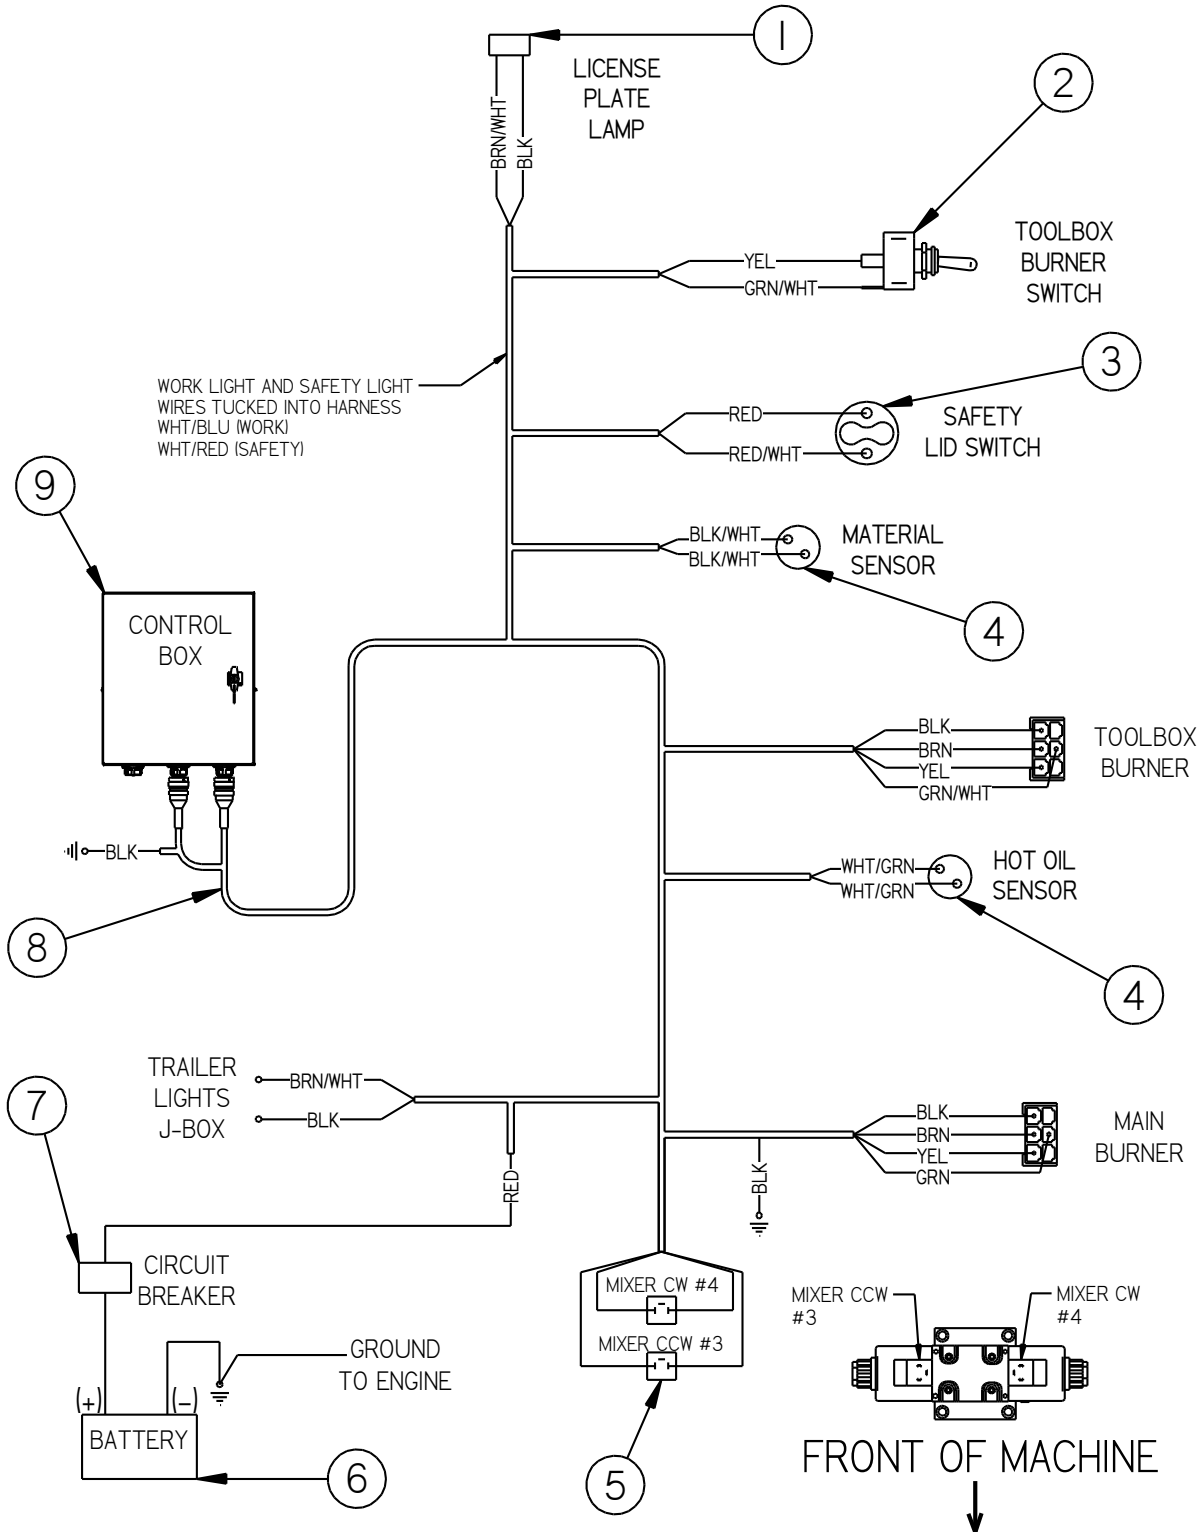 1
LICENSE
PLATE
LAMP
BRN/WHT
BLK
2
YEL
GRN/WHT
TOOLBOX
BURNER
SWITCH
WORK LIGHT AND SAFETY LIGHT
WIRES TUCKED INTO HARNESS
WHT/BLU (WORK)
WHT/RED (SAFETY)
3
RED
RED/WHT
SAFETY
LID SWITCH
9
BLK/WHT
BLK/WHT
MATERIAL
SENSOR
4
CONTROL
BOX
BLK
BRN
YEL
GRN/WHT
TOOLBOX
BURNER
BLK
WHT/GRN
WHT/GRN
HOT OIL
SENSOR
8
4
TRAILER
LIGHTS
J-BOX
BRN/WHT
BLK
7
RED
BLK
BRN
YEL
GRN
MAIN
BURNER
BLK
CIRCUIT
BREAKER
MIXER CW #4
MIXER CCW #3
MIXER CCW
#3
MIXER CW
#4
GROUND
TO ENGINE
(+)
(-)
BATTERY
6
5
FRONT OF MACHINE